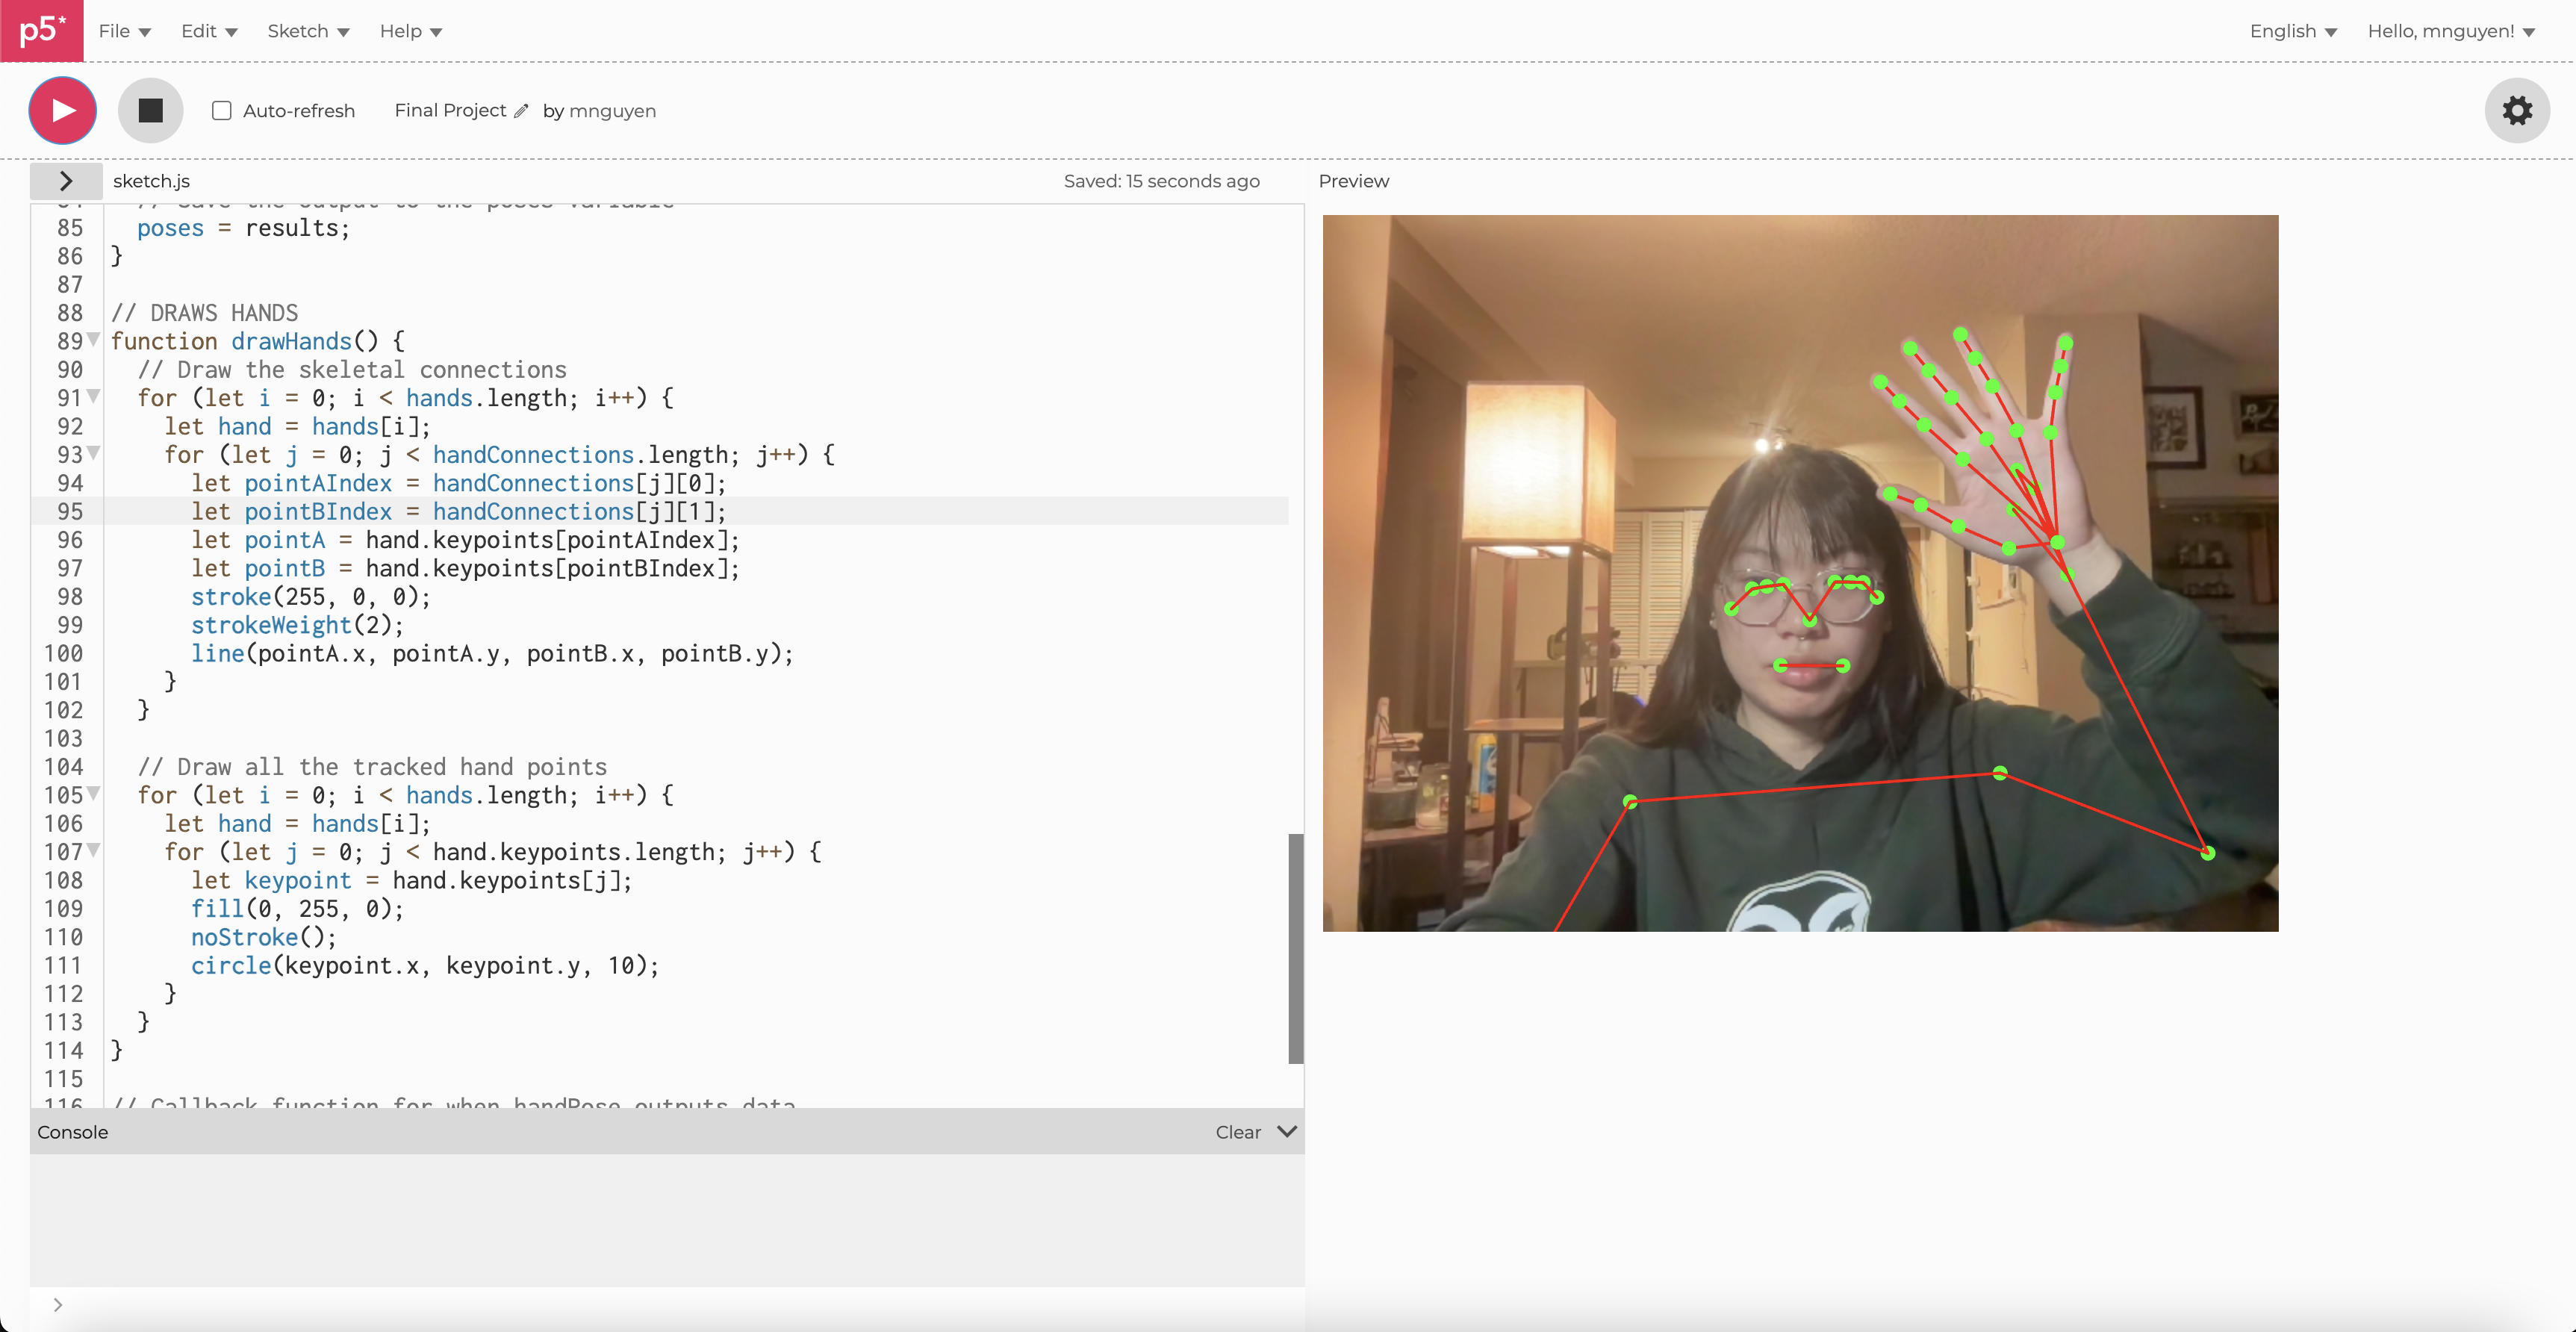 p5*
File Edit Sketch Help English Hello, mnguyen!
Auto-refresh Final Project by mnguyen
sketch.js Saved: 15 seconds ago Preview
// Save the output to the poses variable
85 poses = results;
86 }
87
88 // DRAWS HANDS
89 function drawHands() {
90 // Draw the skeletal connections
91 for (let i = 0; i < hands.length; i++) {
92 let hand = hands[i];
93 for (let j = 0; j < handConnections.length; j++) {
94 let pointAIndex = handConnections[j][0];
95 let pointBIndex = handConnections[j][1];
96 let pointA = hand.keypoints[pointAIndex];
97 let pointB = hand.keypoints[pointBIndex];
98 stroke(255, 0, 0);
99 strokeWeight(2);
100 line(pointA.x, pointA.y, pointB.x, pointB.y);
101 }
102 }
103
104 // Draw all the tracked hand points
105 for (let i = 0; i < hands.length; i++) {
106 let hand = hands[i];
107 for (let j = 0; j < hand.keypoints.length; j++) {
108 let keypoint = hand.keypoints[j];
109 fill(0, 255, 0);
110 noStroke();
111 circle(keypoint.x, keypoint.y, 10);
112 }
113 }
114 }
115
116 // Callback function for when handPose outputs data
Console Clear
>